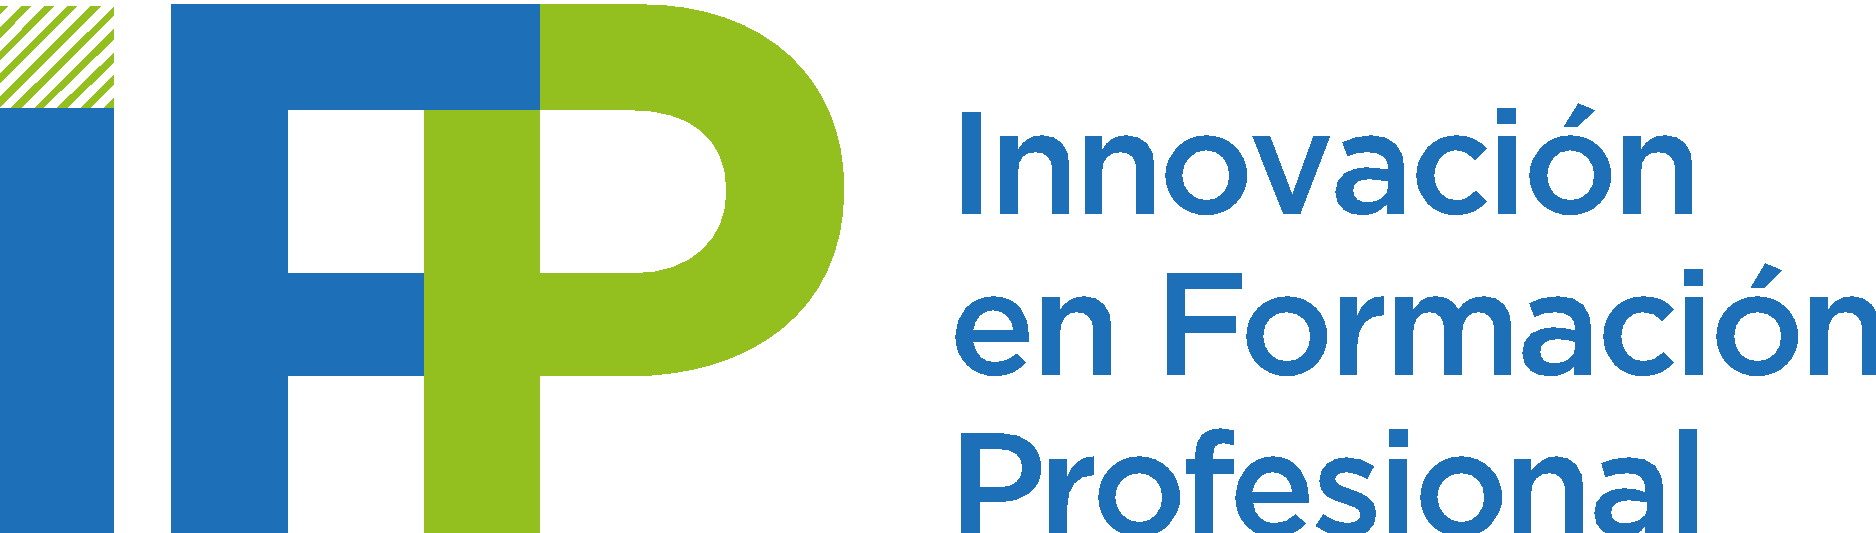 iFP
Innovación
en Formación
Profesional